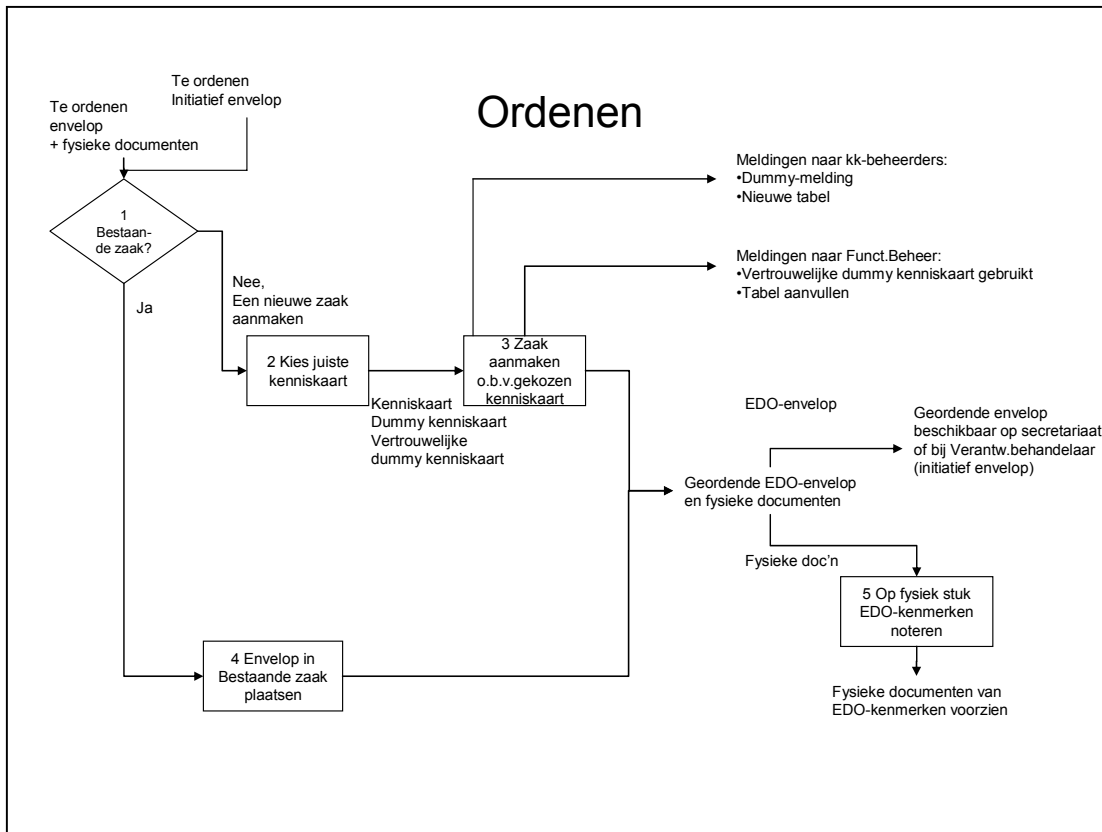 Ordenen
Te ordenen
envelop
+ fysieke documenten
Te ordenen
Initiatief envelop
1
Bestaan-
de zaak?
Ja
Nee,
Een nieuwe zaak
aanmaken
2 Kies juiste
kenniskaart
Kenniskaart
Dummy kenniskaart
Vertrouwelijke
dummy kenniskaart
3 Zaak
aanmaken
o.b.v.gekozen
kenniskaart
Meldingen naar kk-beheerders:
•Dummy-melding
•Nieuwe tabel
Meldingen naar Funct.Beheer:
•Vertrouwelijke dummy kenniskaart gebruikt
•Tabel aanvullen
4 Envelop in
Bestaande zaak
plaatsen
Geordende EDO-envelop
en fysieke documenten
EDO-envelop
Geordende envelop
beschikbaar op secretariaat
of bij Verantw.behandelaar
(initiatief envelop)
Fysieke doc'n
5 Op fysiek stuk
EDO-kenmerken
noteren
Fysieke documenten van
EDO-kenmerken voorzien